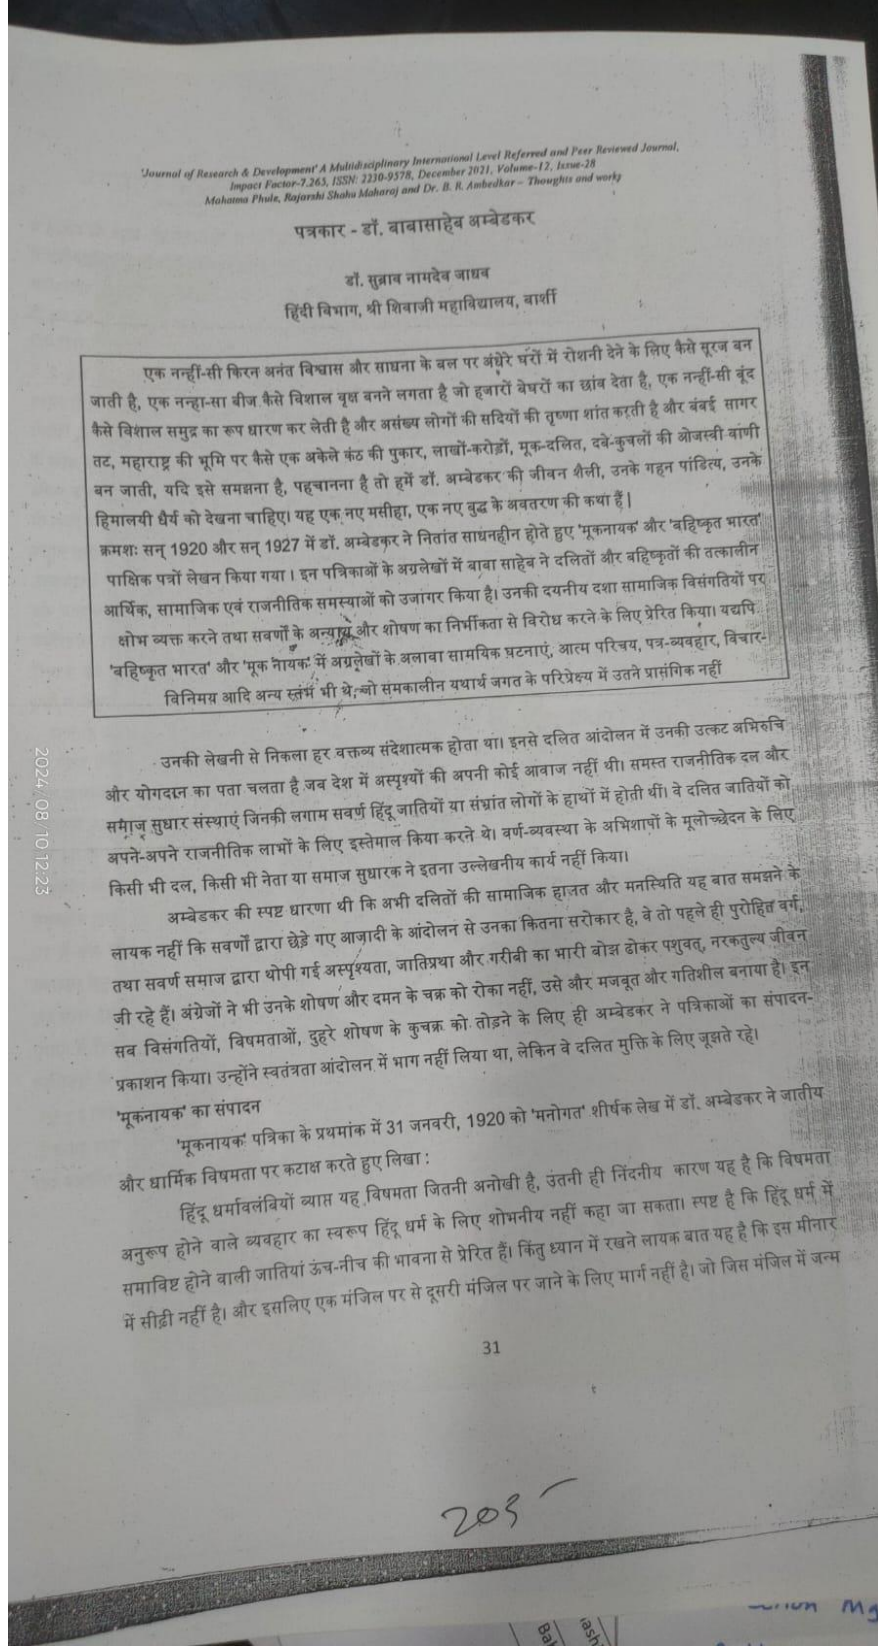 'Journal of Research & Development' A Multidisciplinary International Level Referred and Peer Reviewed Journal,
Impact Factor-7.265, ISSN: 2230-9578, December 2021, Volume-12, Issue-28
Mahatma Phule, Rajarshi Shahu Maharaj and Dr. B. R. Ambedkar – Thoughts and works
पत्रकार - डॉ. बाबासाहेब अम्बेडकर
डॉ. सुब्राव नामदेव जाधव
हिंदी विभाग, श्री शिवाजी महाविद्यालय, बार्शी
एक नन्हीं-सी किरन अनंत विश्वास और साधना के बल पर अंधेरे घरों में रोशनी देने के लिए कैसे सूरज बन
जाती है, एक नन्हा-सा बीज कैसे विशाल वृक्ष बनने लगता है जो हजारों बेघरों का छांव देता है, एक नन्हीं-सी बूंद
कैसे विशाल समुद्र का रूप धारण कर लेती है और असंख्य लोगों की सदियों की तृष्णा शांत करती है और बंबई सागर
तट, महाराष्ट्र की भूमि पर कैसे एक अकेले कंठ की पुकार, लाखों-करोड़ों, मूक-दलित, दबे-कुचलों की ओजस्वी वाणी
बन जाती, यदि इसे समझना है, पहचानना है तो हमें डॉ. अम्बेडकर की जीवन शैली, उनके गहन पांडित्य, उनके
हिमालयी धैर्य को देखना चाहिए। यह एक नए मसीहा, एक नए बुद्ध के अवतरण की कथा हैं |
क्रमशः सन् 1920 और सन् 1927 में डॉ. अम्बेडकर ने नितांत साधनहीन होते हुए 'मूकनायक' और 'बहिष्कृत भारत'
पाक्षिक पत्रों लेखन किया गया । इन पत्रिकाओं के अग्रलेखों में बाबा साहेब ने दलितों और बहिष्कृतों की तत्कालीन
आर्थिक, सामाजिक एवं राजनीतिक समस्याओं को उजागर किया है। उनकी दयनीय दशा सामाजिक विसंगतियों पर
क्षोभ व्यक्त करने तथा सवर्णों के अन्याय और शोषण का निर्भीकता से विरोध करने के लिए प्रेरित किया। यद्यपि
'बहिष्कृत भारत' और 'मूक नायक' में अग्रलेखों के अलावा सामयिक घटनाएं, आत्म परिचय, पत्र-व्यवहार, विचार-
विनिमय आदि अन्य स्तंभ भी थे, जो समकालीन यथार्थ जगत के परिप्रेक्ष्य में उतने प्रासंगिक नहीं
उनकी लेखनी से निकला हर वक्तव्य संदेशात्मक होता था। इनसे दलित आंदोलन में उनकी उत्कट अभिरुचि
और योगदान का पता चलता है जब देश में अस्पृश्यों की अपनी कोई आवाज नहीं थी। समस्त राजनीतिक दल और
समाज सुधार संस्थाएं जिनकी लगाम सवर्ण हिंदू जातियों या संभ्रांत लोगों के हाथों में होती थीं। वे दलित जातियों को
अपने-अपने राजनीतिक लाभों के लिए इस्तेमाल किया करने थे। वर्ण-व्यवस्था के अभिशापों के मूलोच्छेदन के लिए
किसी भी दल, किसी भी नेता या समाज सुधारक ने इतना उल्लेखनीय कार्य नहीं किया।
अम्बेडकर की स्पष्ट धारणा थी कि अभी दलितों की सामाजिक हालत और मनस्थिति यह बात समझने के
लायक नहीं कि सवर्णों द्वारा छेड़े गए आज़ादी के आंदोलन से उनका कितना सरोकार है, वे तो पहले ही पुरोहित वर्ग,
तथा सवर्ण समाज द्वारा थोपी गई अस्पृश्यता, जातिप्रथा और गरीबी का भारी बोझ ढोकर पशुवत्, नरकतुल्य जीवन
जी रहे हैं। अंग्रेजों ने भी उनके शोषण और दमन के चक्र को रोका नहीं, उसे और मजबूत और गतिशील बनाया है। इन
सब विसंगतियों, विषमताओं, दुहरे शोषण के कुचक्र को तोड़ने के लिए ही अम्बेडकर ने पत्रिकाओं का संपादन-
प्रकाशन किया। उन्होंने स्वतंत्रता आंदोलन में भाग नहीं लिया था, लेकिन वे दलित मुक्ति के लिए जूझते रहे।
'मूकनायक' का संपादन
'मूकनायक' पत्रिका के प्रथमांक में 31 जनवरी, 1920 को 'मनोगत' शीर्षक लेख में डॉ. अम्बेडकर ने जातीय
और धार्मिक विषमता पर कटाक्ष करते हुए लिखा :
हिंदू धर्मावलंबियों व्याप्त यह विषमता जितनी अनोखी है, उतनी ही निंदनीय कारण यह है कि विषमता
अनुरूप होने वाले व्यवहार का स्वरूप हिंदू धर्म के लिए शोभनीय नहीं कहा जा सकता। स्पष्ट है कि हिंदू धर्म में
समाविष्ट होने वाली जातियां ऊंच-नीच की भावना से प्रेरित हैं। किंतु ध्यान में रखने लायक बात यह है कि इस मीनार
में सीढ़ी नहीं है। और इसलिए एक मंजिल पर से दूसरी मंजिल पर जाने के लिए मार्ग नहीं है। जो जिस मंजिल में जन्म
31
203
2024/08/10 12:23